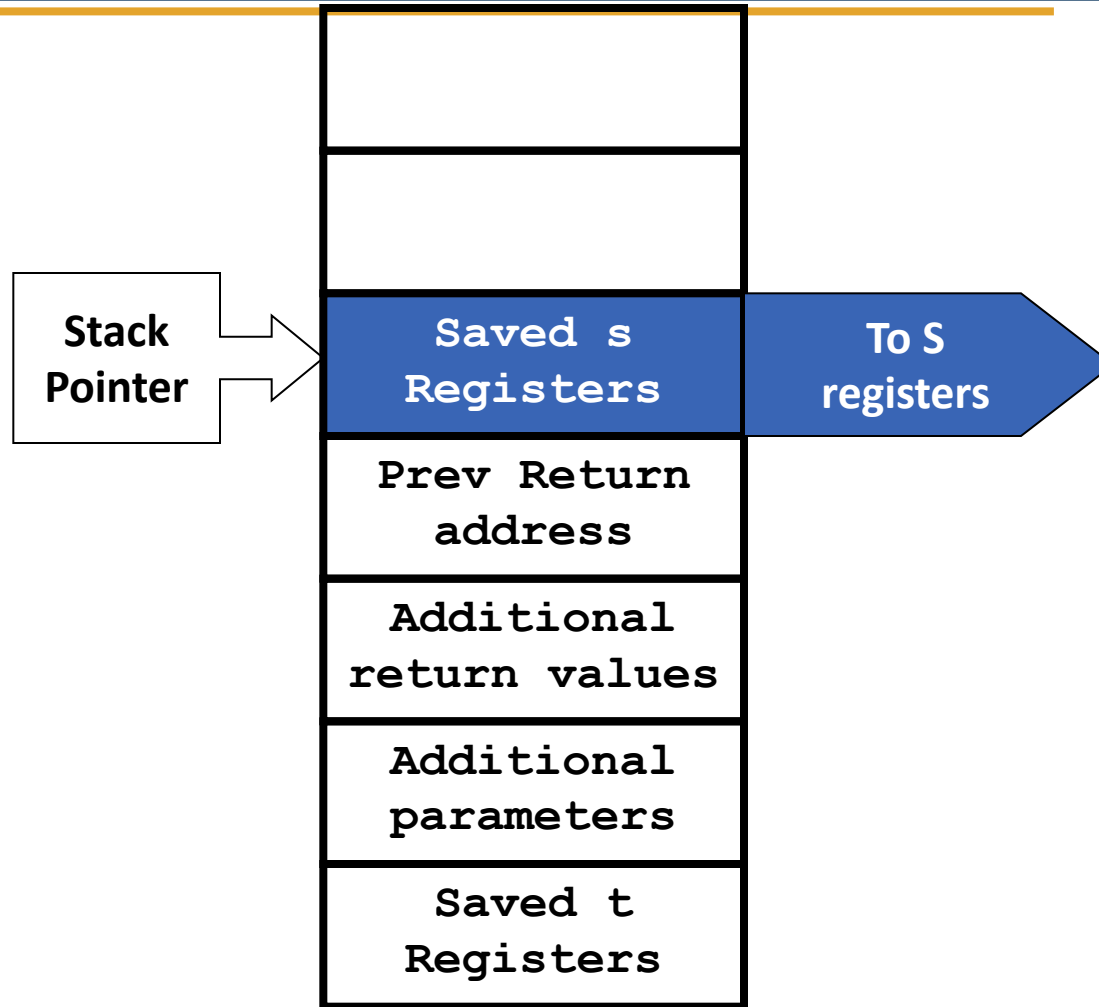 Stack
Pointer
Saved s
Registers
To S
registers
Prev Return
address
Additional
return values
Additional
parameters
Saved t
Registers